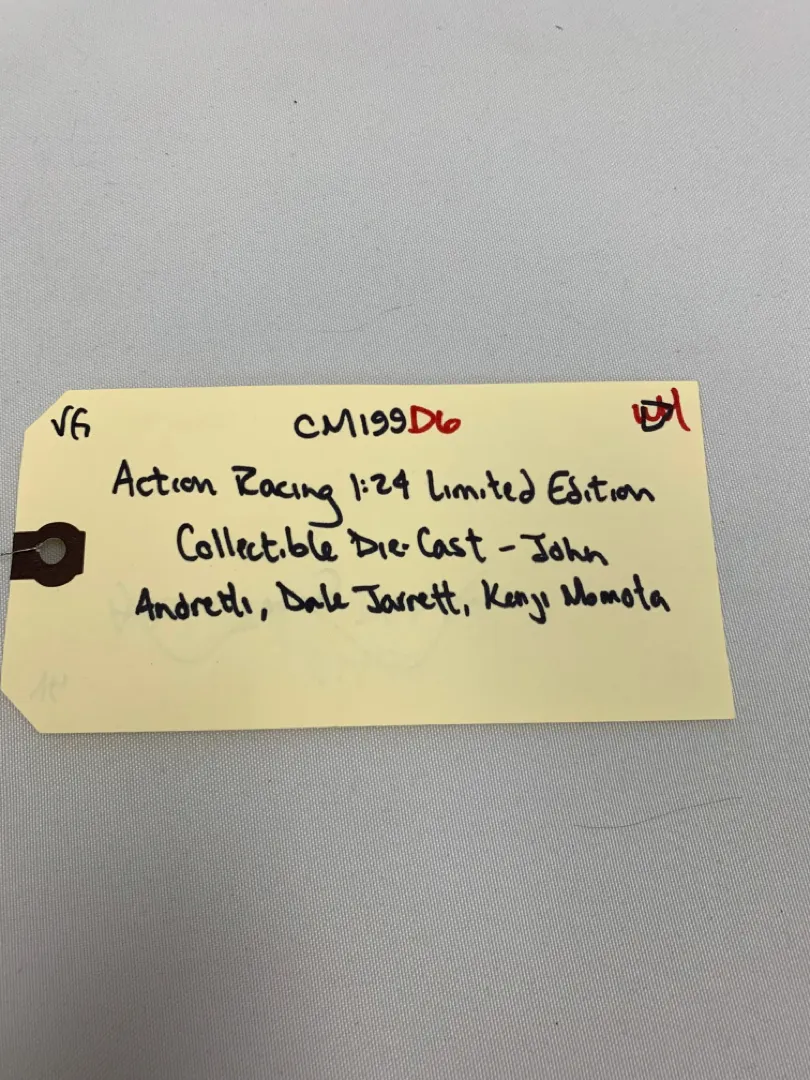 VG CM199D6
Action Racing 1:24 Limited Edition
Collectible Die-Cast - John
Andretti, Dale Jarrett, Kenji Momota